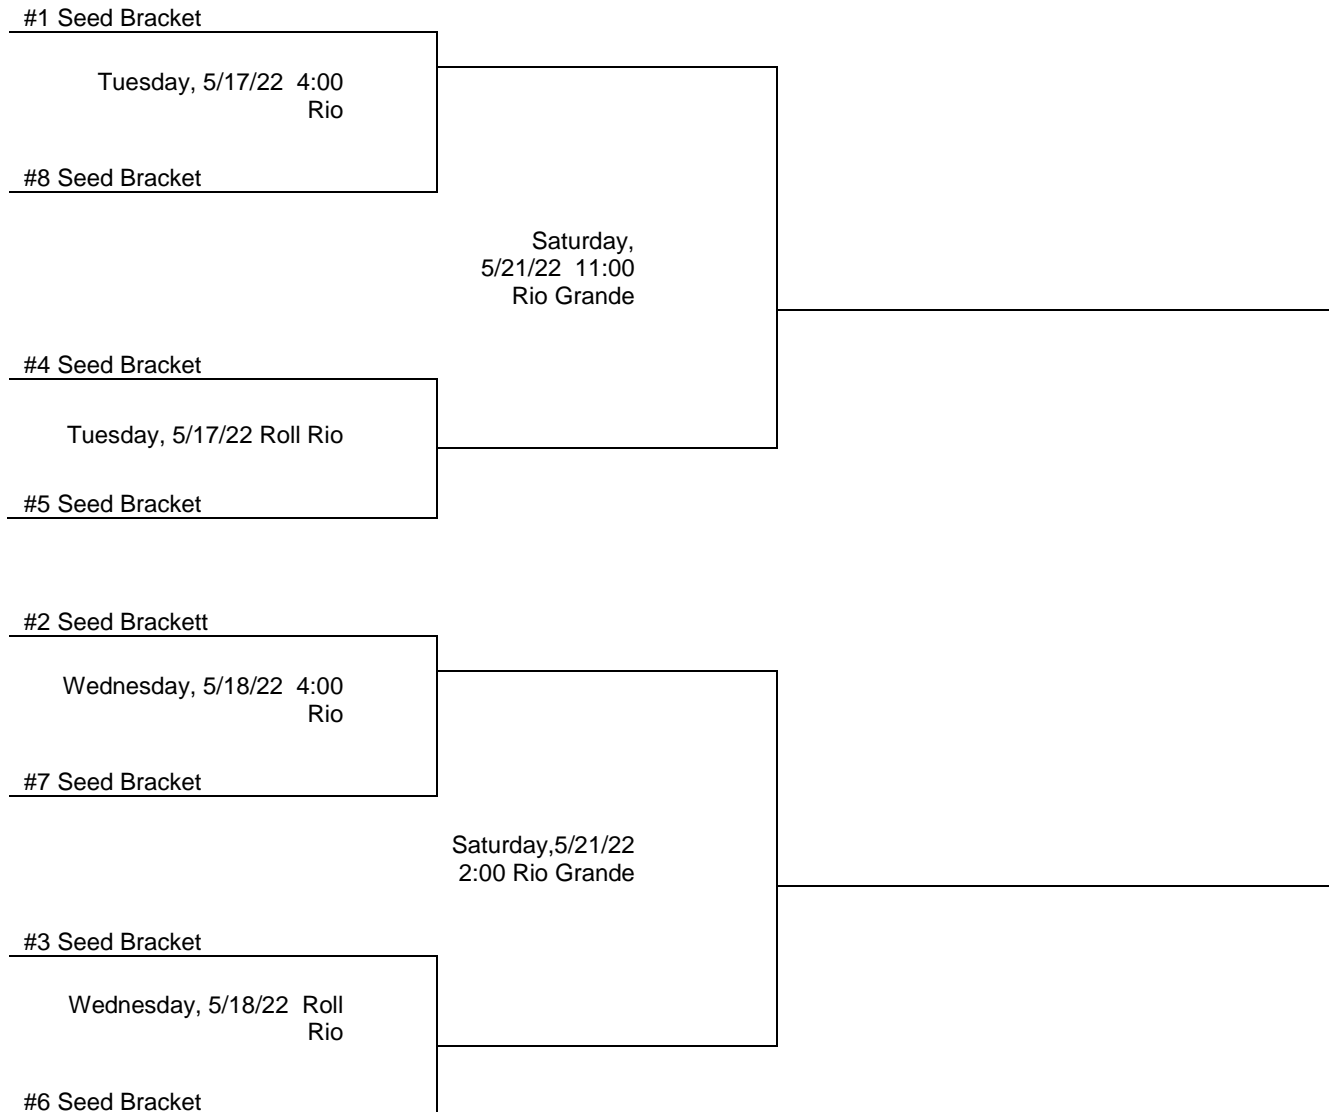 #1 Seed Bracket
Tuesday, 5/17/22  4:00
Rio
#8 Seed Bracket
Saturday,
5/21/22  11:00
Rio Grande
#4 Seed Bracket
Tuesday, 5/17/22 Roll Rio
#5 Seed Bracket
#2 Seed Brackett
Wednesday, 5/18/22  4:00
Rio
#7 Seed Bracket
Saturday,5/21/22
2:00 Rio Grande
#3 Seed Bracket
Wednesday, 5/18/22  Roll
Rio
#6 Seed Bracket